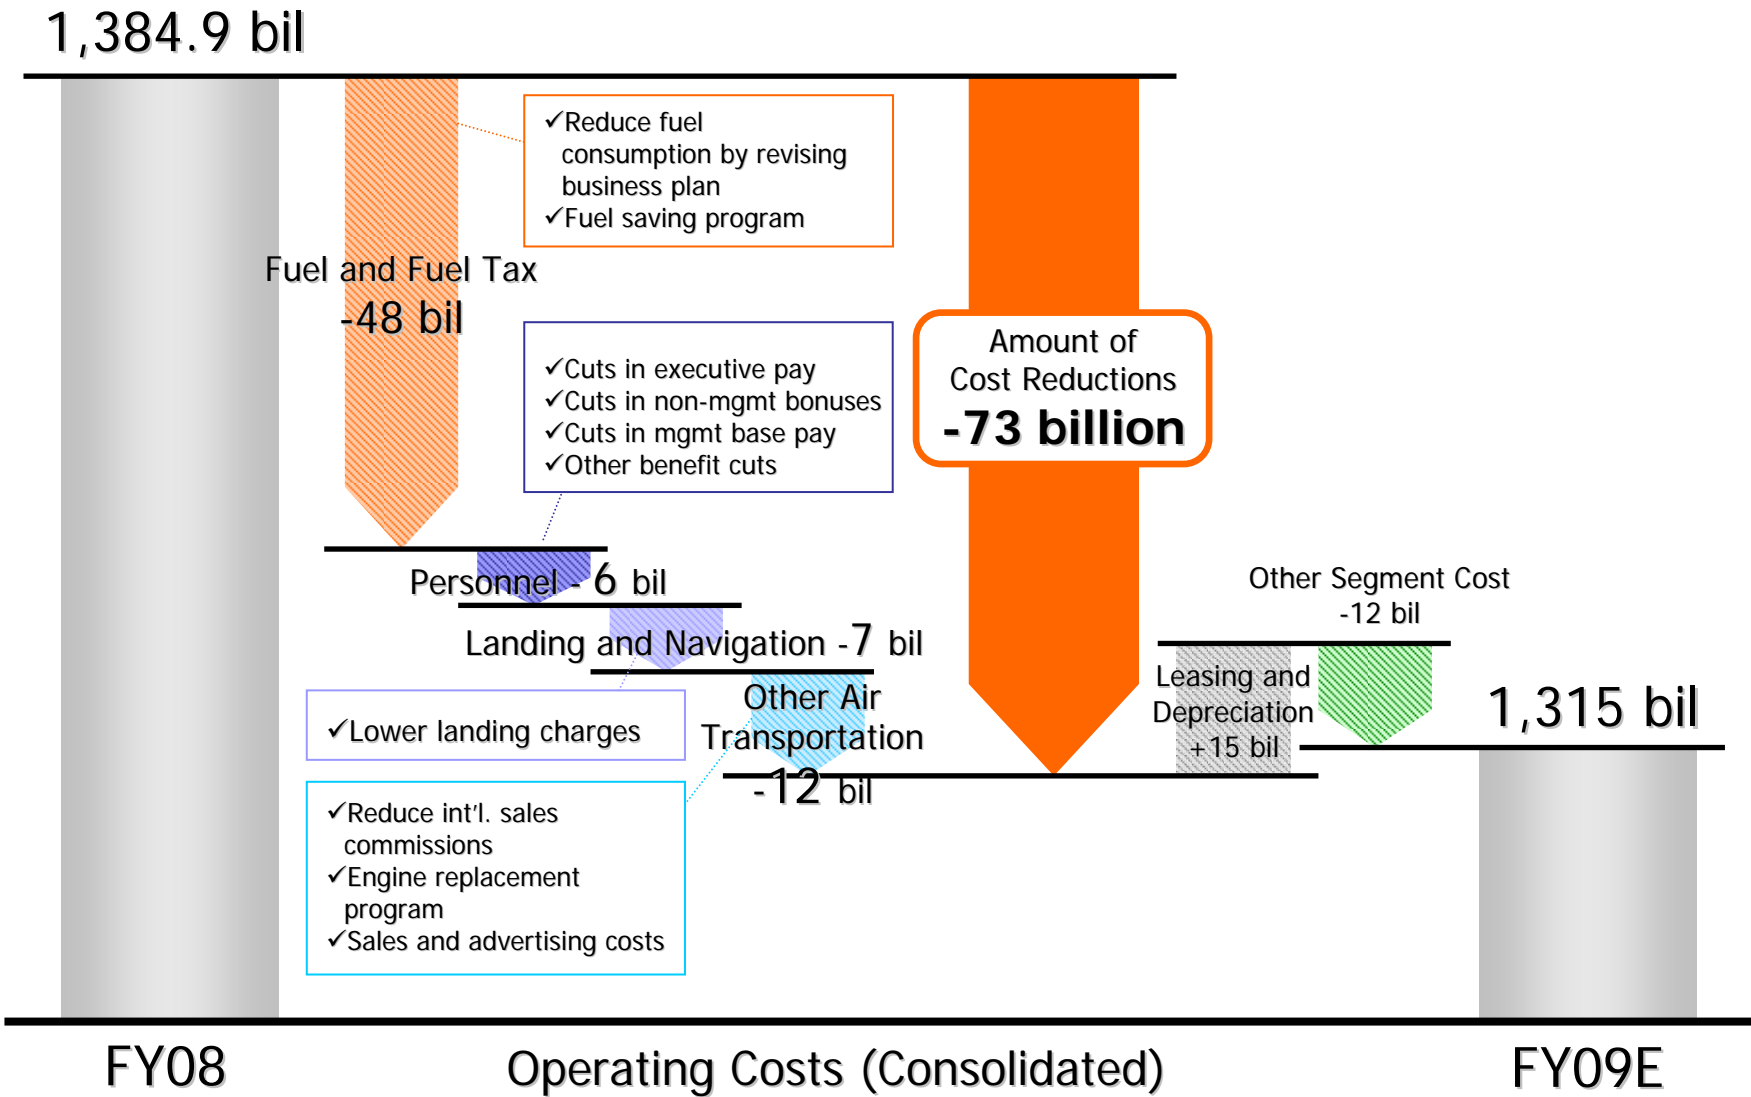 1,384.9 bil
✓Reduce fuel
consumption by revising
business plan
✓Fuel saving program
Fuel and Fuel Tax
-48 bil
✓Cuts in executive pay
✓Cuts in non-mgmt bonuses
✓Cuts in mgmt base pay
✓Other benefit cuts
Amount of
Cost Reductions
-73 billion
Personnel - 6 bil
Landing and Navigation -7 bil
✓Lower landing charges
Other Air
Transportation
-12 bil
✓Reduce int'l. sales
commissions
✓Engine replacement
program
✓Sales and advertising costs
Other Segment Cost
-12 bil
Leasing and
Depreciation
+15 bil
1,315 bil
FY08
Operating Costs (Consolidated)
FY09E